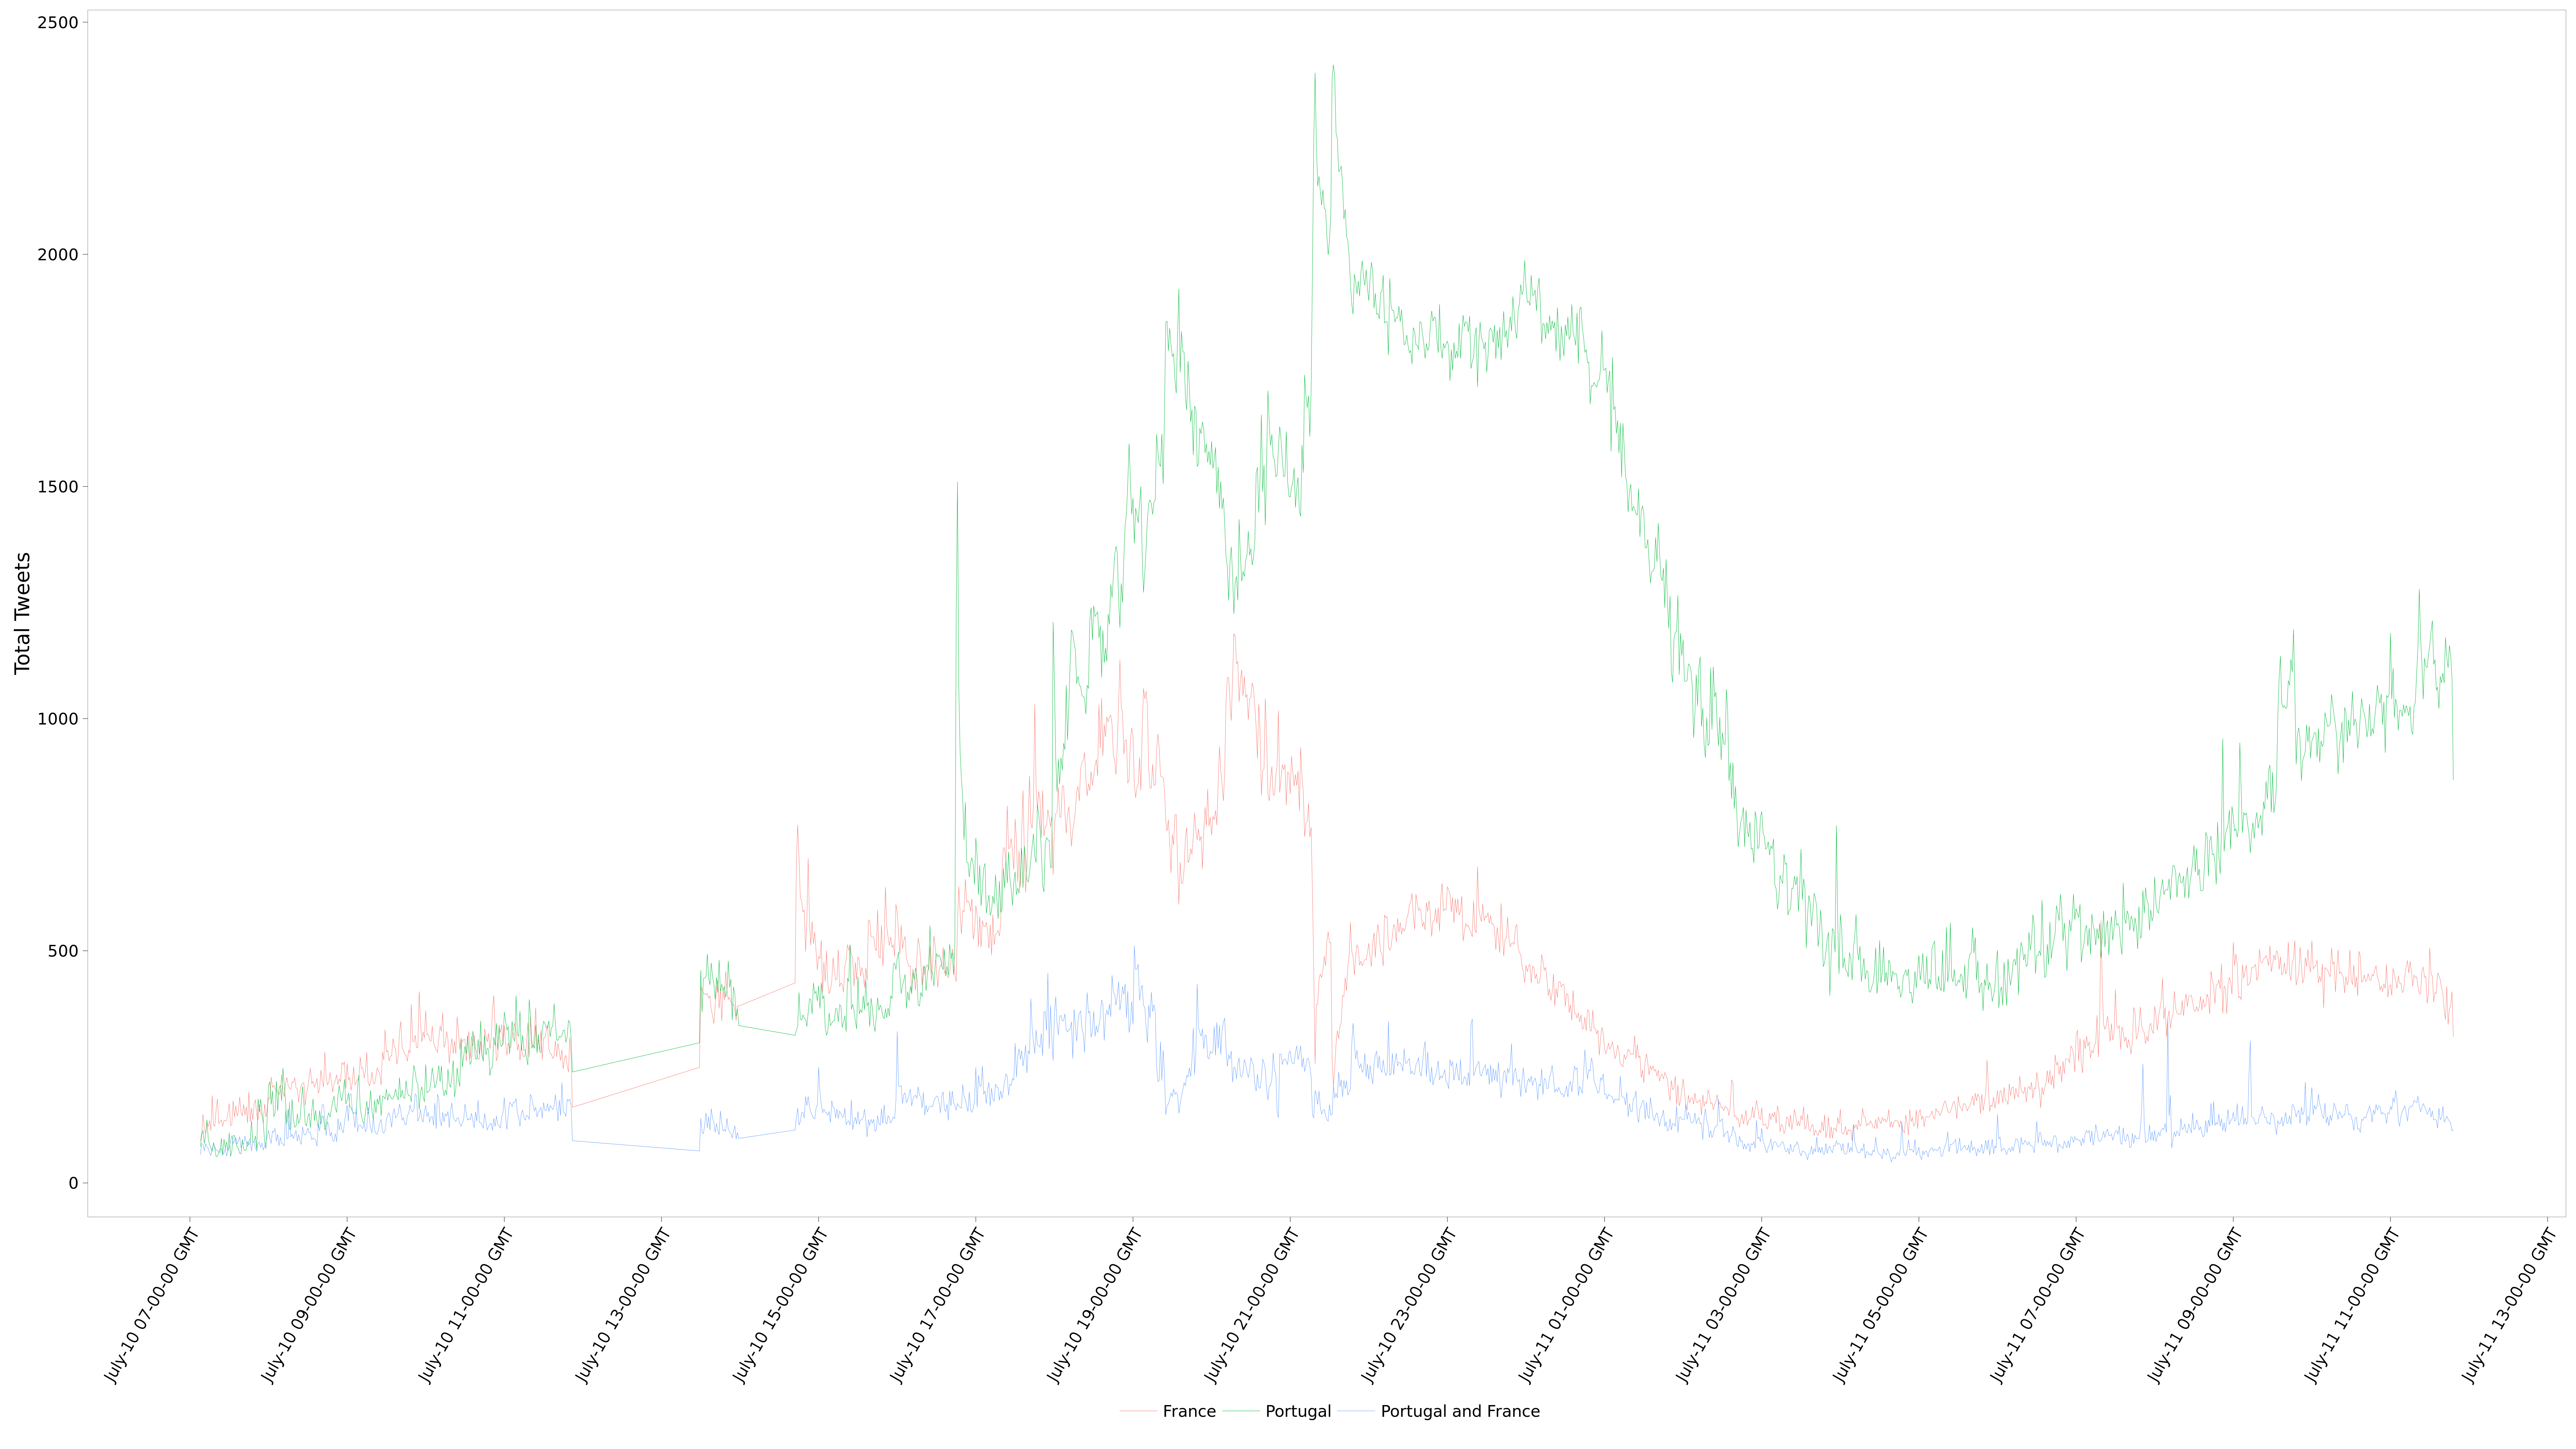 Total Tweets
2500
2000
1500
1000
500
0
July-10 07-00-00 GMT
July-10 09-00-00 GMT
July-10 11-00-00 GMT
July-10 13-00-00 GMT
July-10 15-00-00 GMT
July-10 17-00-00 GMT
July-10 19-00-00 GMT
July-10 21-00-00 GMT
July-10 23-00-00 GMT
July-11 01-00-00 GMT
July-11 03-00-00 GMT
July-11 05-00-00 GMT
July-11 07-00-00 GMT
July-11 09-00-00 GMT
July-11 11-00-00 GMT
July-11 13-00-00 GMT
France Portugal Portugal and France